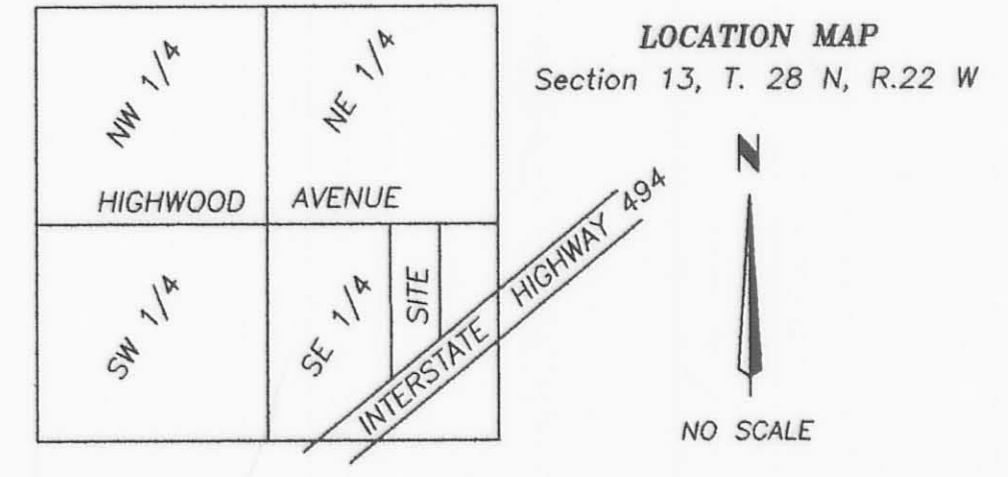 LOCATION MAP
Section 13, T. 28 N, R.22 W
NW 1/4
NE 1/4
HIGHWOOD AVENUE
SW 1/4
SE 1/4
SITE
INTERSTATE HIGHWAY 494
N
NO SCALE